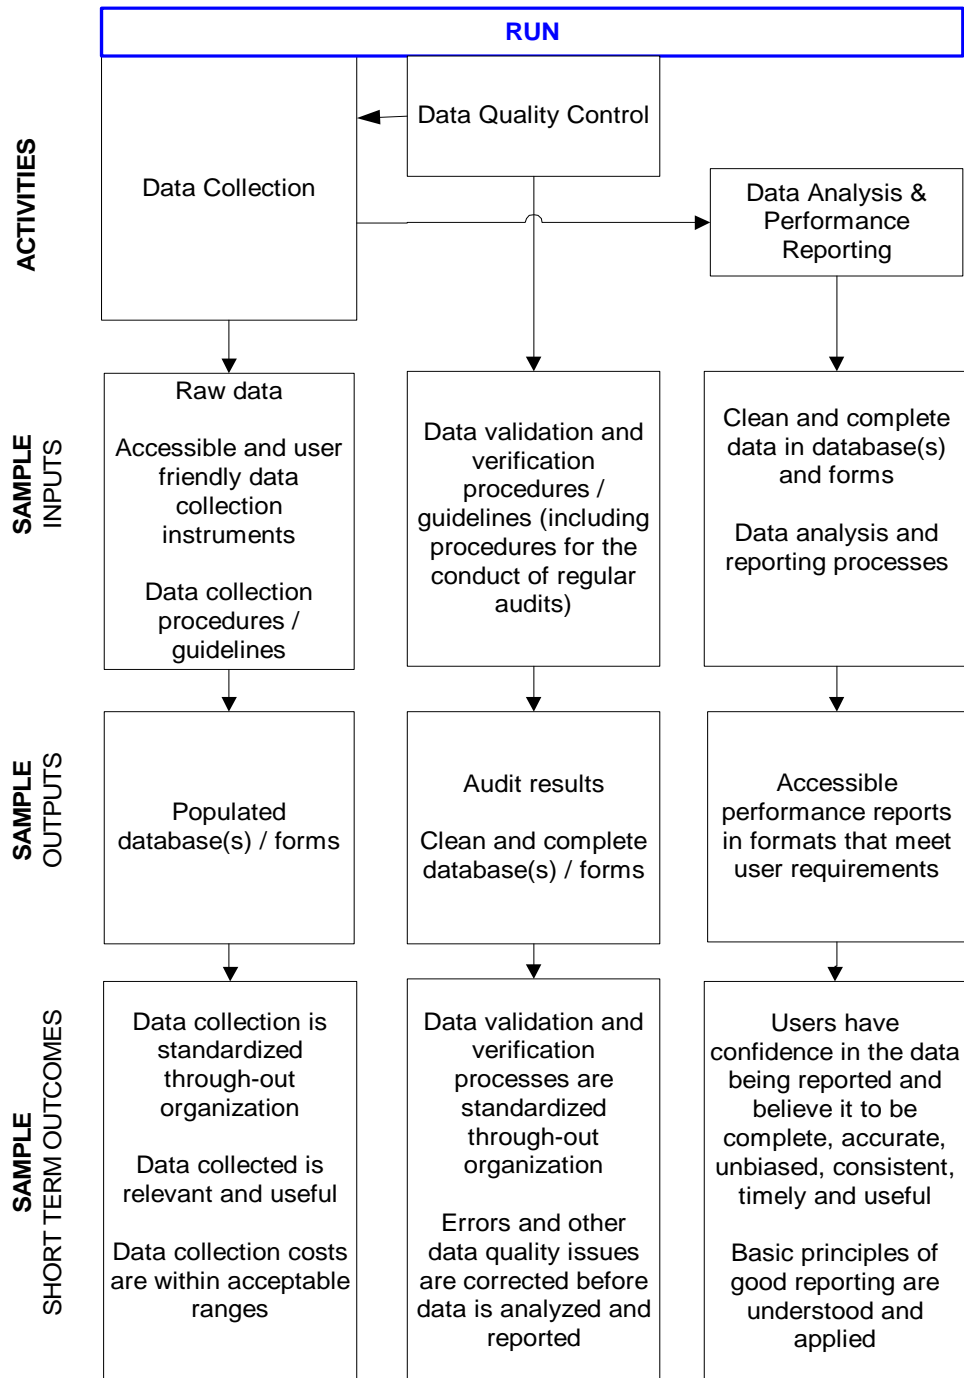 RUN
ACTIVITIES
Data Collection
Data Quality Control
Data Analysis &
Performance
Reporting
SAMPLE
INPUTS
Raw data
Accessible and user
friendly data
collection
instruments
Data collection
procedures /
guidelines
Data validation and
verification
procedures /
guidelines (including
procedures for the
conduct of regular
audits)
Clean and complete
data in database(s)
and forms
Data analysis and
reporting processes
SAMPLE
OUTPUTS
Populated
database(s) / forms
Audit results
Clean and complete
database(s) / forms
Accessible
performance reports
in formats that meet
user requirements
SAMPLE
SHORT TERM OUTCOMES
Data collection is
standardized
through-out
organization
Data collected is
relevant and useful
Data collection costs
are within acceptable
ranges
Data validation and
verification
processes are
standardized
through-out
organization
Errors and other
data quality issues
are corrected before
data is analyzed and
reported
Users have
confidence in the data
being reported and
believe it to be
complete, accurate,
unbiased, consistent,
timely and useful
Basic principles of
good reporting are
understood and
applied